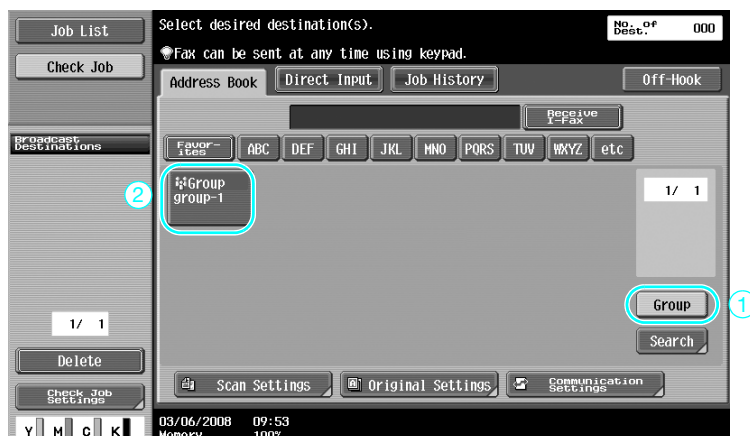 Job List
Check Job
Select desired destination(s).
No. of
Dest.
000
Fax can be sent at any time using keypad.
Address Book
Direct Input
Job History
Off-Hook
Receive
I-Fax
Broadcast
Destinations
Favor-
ites
ABC
DEF
GHI
JKL
MNO
PQRS
TUV
WXYZ
etc
2
Group
group-1
1/ 1
Group
1
Search
1/ 1
Delete
Check Job
Settings
Scan Settings
Original Settings
Communication
Settings
Y M C K
03/06/2008 09:53
Memory 100%